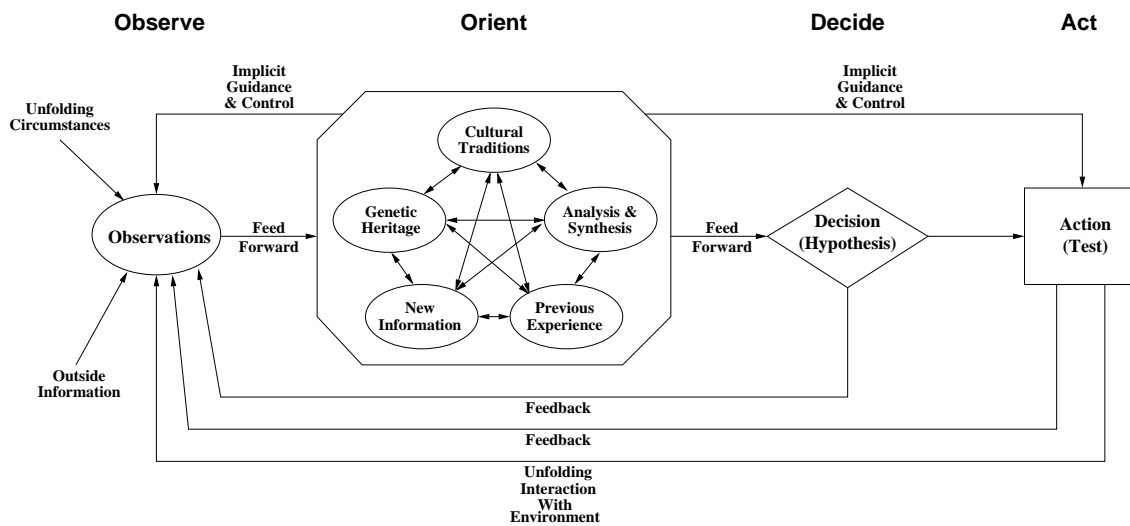 Observe
Orient
Decide
Act
Implicit
Guidance
& Control
Implicit
Guidance
& Control
Unfolding
Circumstances
Cultural
Traditions
Genetic
Heritage
Analysis &
Synthesis
New
Information
Previous
Experience
Observations
Feed
Forward
Feed
Forward
Decision
(Hypothesis)
Action
(Test)
Outside
Information
Feedback
Feedback
Unfolding
Interaction
With
Environment